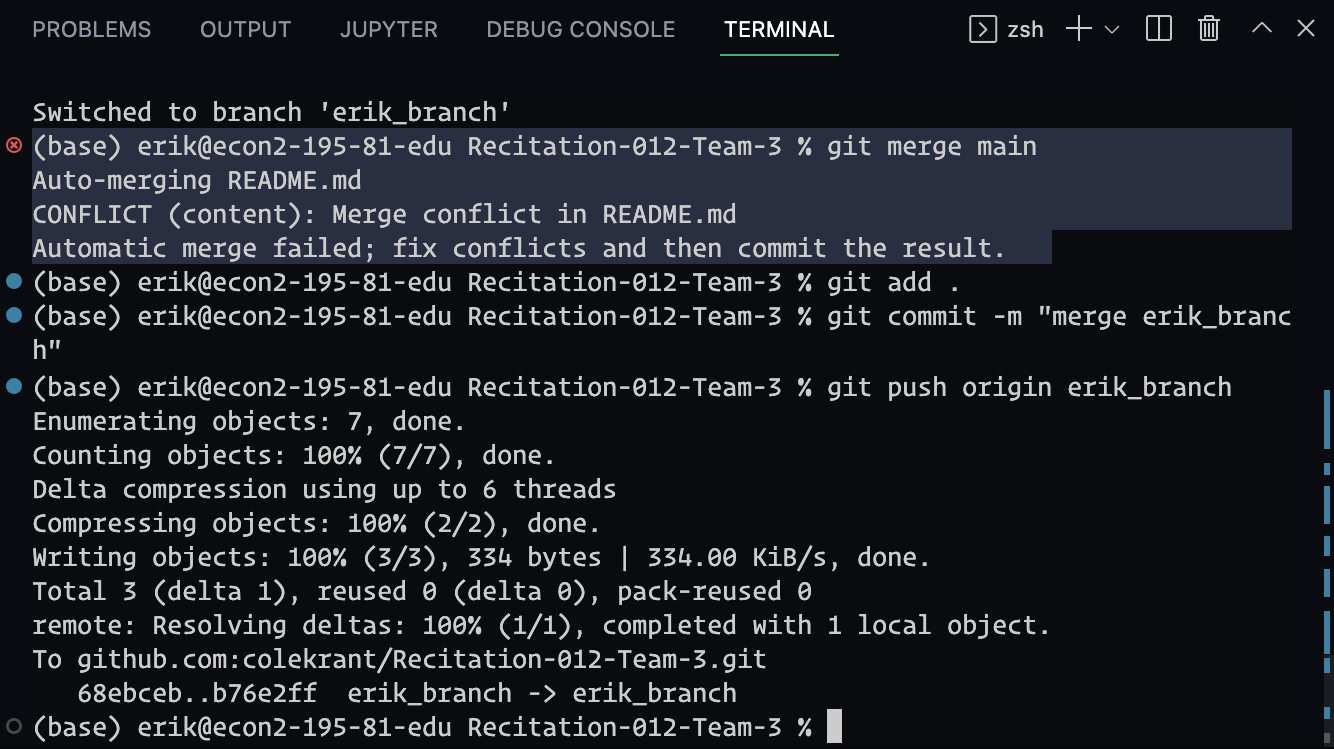 PROBLEMS OUTPUT JUPYTER DEBUG CONSOLE TERMINAL zsh
Switched to branch 'erik_branch'
(base) erik@econ2-195-81-edu Recitation-012-Team-3 % git merge main
Auto-merging README.md
CONFLICT (content): Merge conflict in README.md
Automatic merge failed; fix conflicts and then commit the result.
(base) erik@econ2-195-81-edu Recitation-012-Team-3 % git add .
(base) erik@econ2-195-81-edu Recitation-012-Team-3 % git commit -m "merge erik_branc
h"
(base) erik@econ2-195-81-edu Recitation-012-Team-3 % git push origin erik_branch
Enumerating objects: 7, done.
Counting objects: 100% (7/7), done.
Delta compression using up to 6 threads
Compressing objects: 100% (2/2), done.
Writing objects: 100% (3/3), 334 bytes | 334.00 KiB/s, done.
Total 3 (delta 1), reused 0 (delta 0), pack-reused 0
remote: Resolving deltas: 100% (1/1), completed with 1 local object.
To github.com:colekrant/Recitation-012-Team-3.git
   68ebceb..b76e2ff  erik_branch -> erik_branch
(base) erik@econ2-195-81-edu Recitation-012-Team-3 %